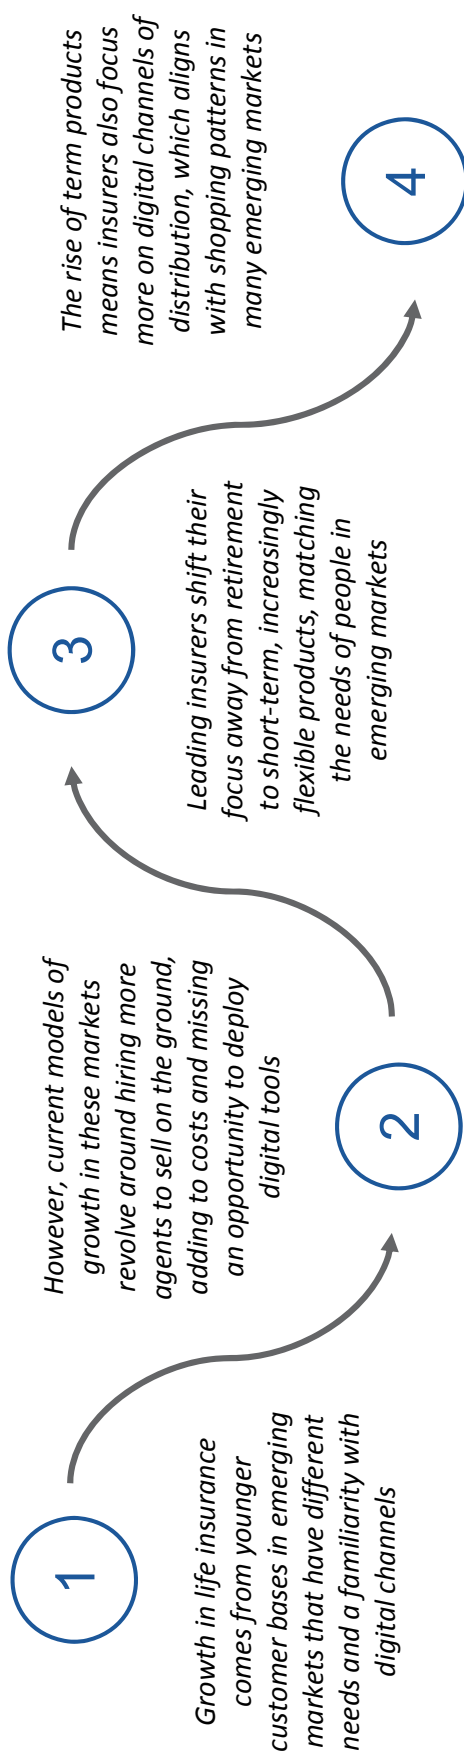 1
Growth in life insurance
comes from younger
customer bases in emerging
markets that have different
needs and a familiarity with
digital channels
However, current models of
growth in these markets
revolve around hiring more
agents to sell on the ground,
adding to costs and missing
an opportunity to deploy
digital tools
2
3
Leading insurers shift their
focus away from retirement
to short-term, increasingly
flexible products, matching
the needs of people in
emerging markets
The rise of term products
means insurers also focus
more on digital channels of
distribution, which aligns
with shopping patterns in
many emerging markets
4